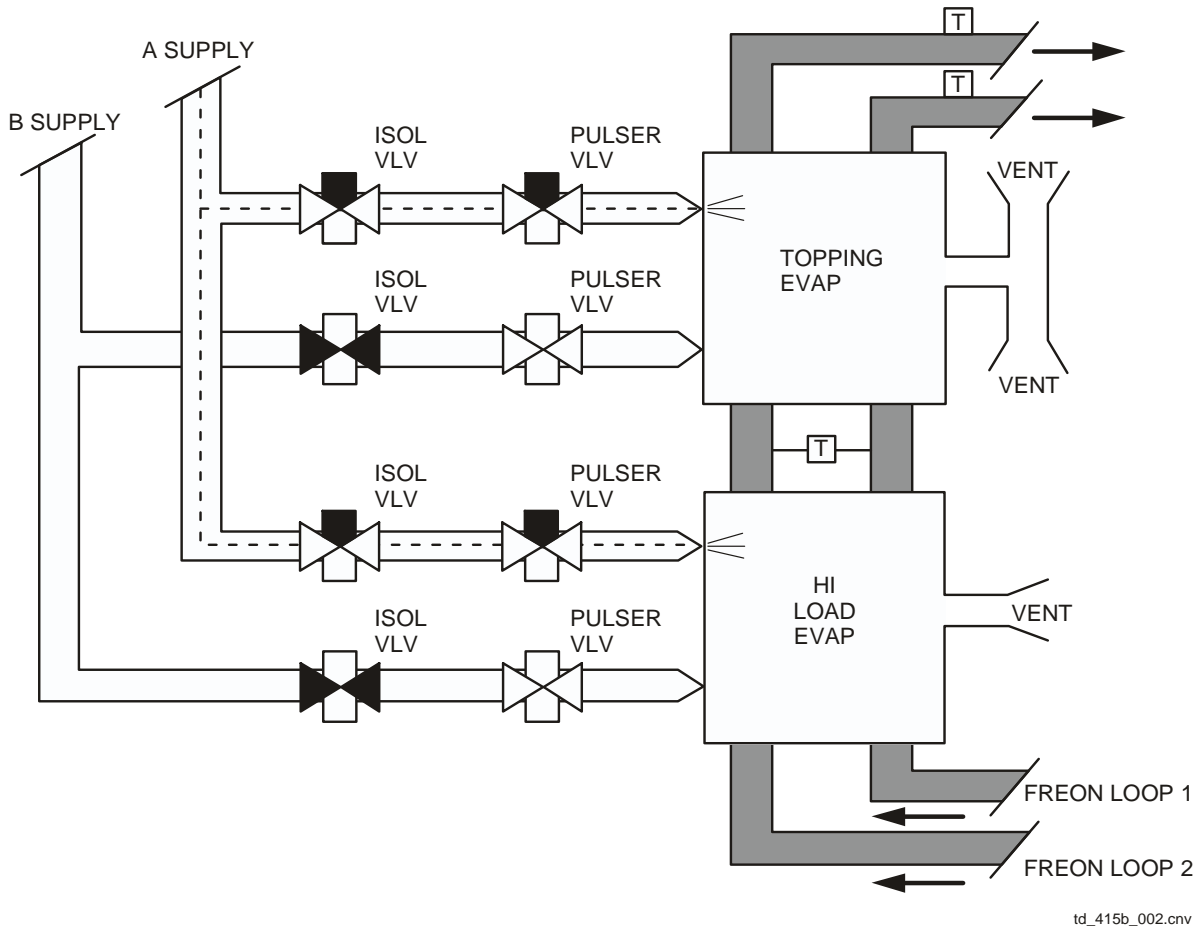 T
A SUPPLY
T
B SUPPLY
ISOL
VLV
PULSER
VLV
VENT
TOPPING
EVAP
ISOL
VLV
PULSER
VLV
VENT
T
ISOL
VLV
PULSER
VLV
HI
LOAD
EVAP
VENT
ISOL
VLV
PULSER
VLV
FREON LOOP 1
FREON LOOP 2
td_415b_002.cnv